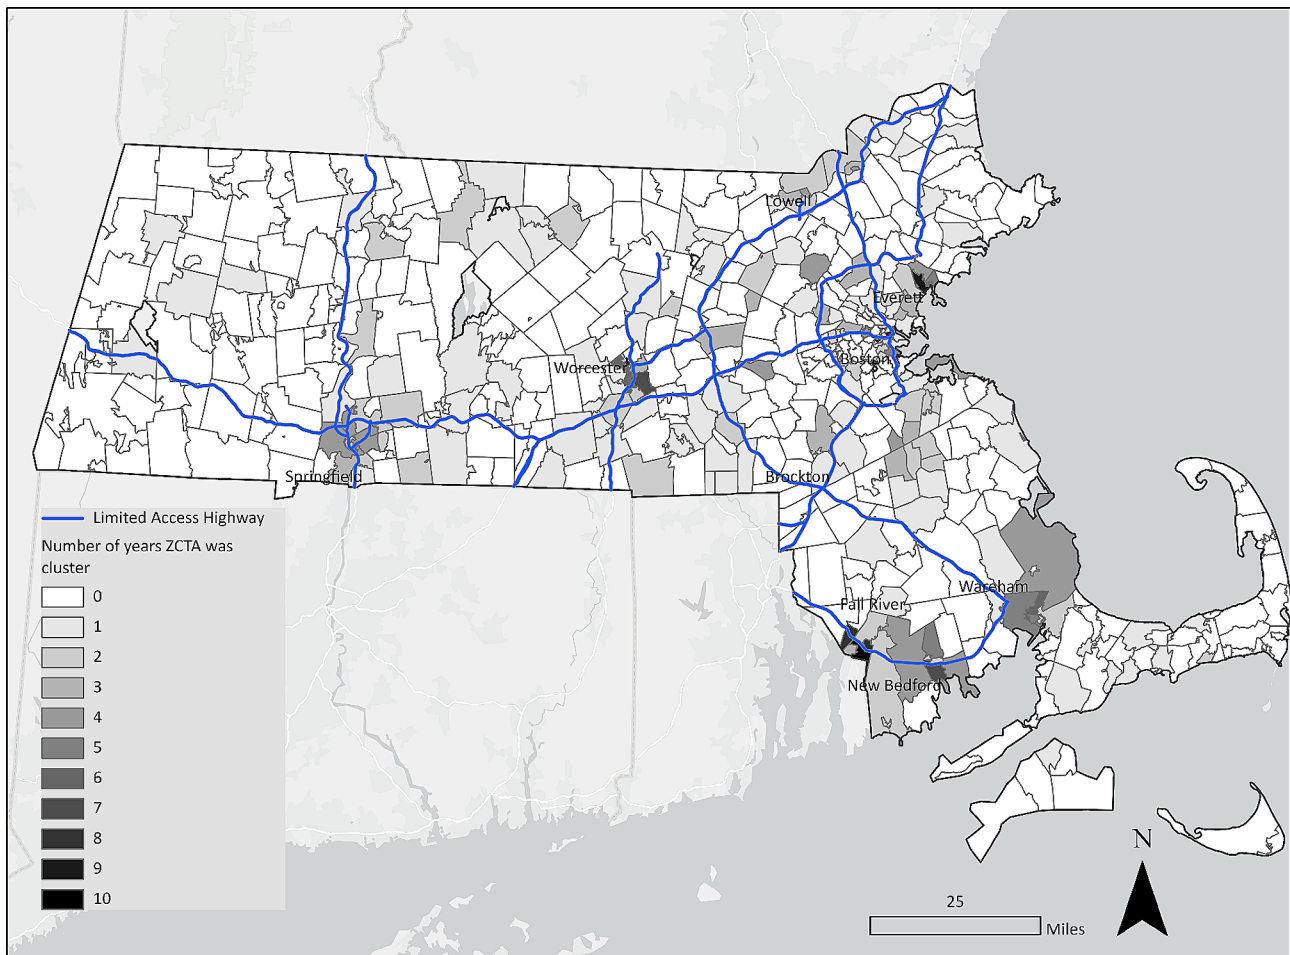 Lowell
Everett
Boston
Worcester
Springfield
Brockton
Limited Access Highway
Number of years ZCTA was
cluster
0
1
2
3
4
5
6
7
8
9
10
Wareham
Fall River
New Bedford
N
25
Miles